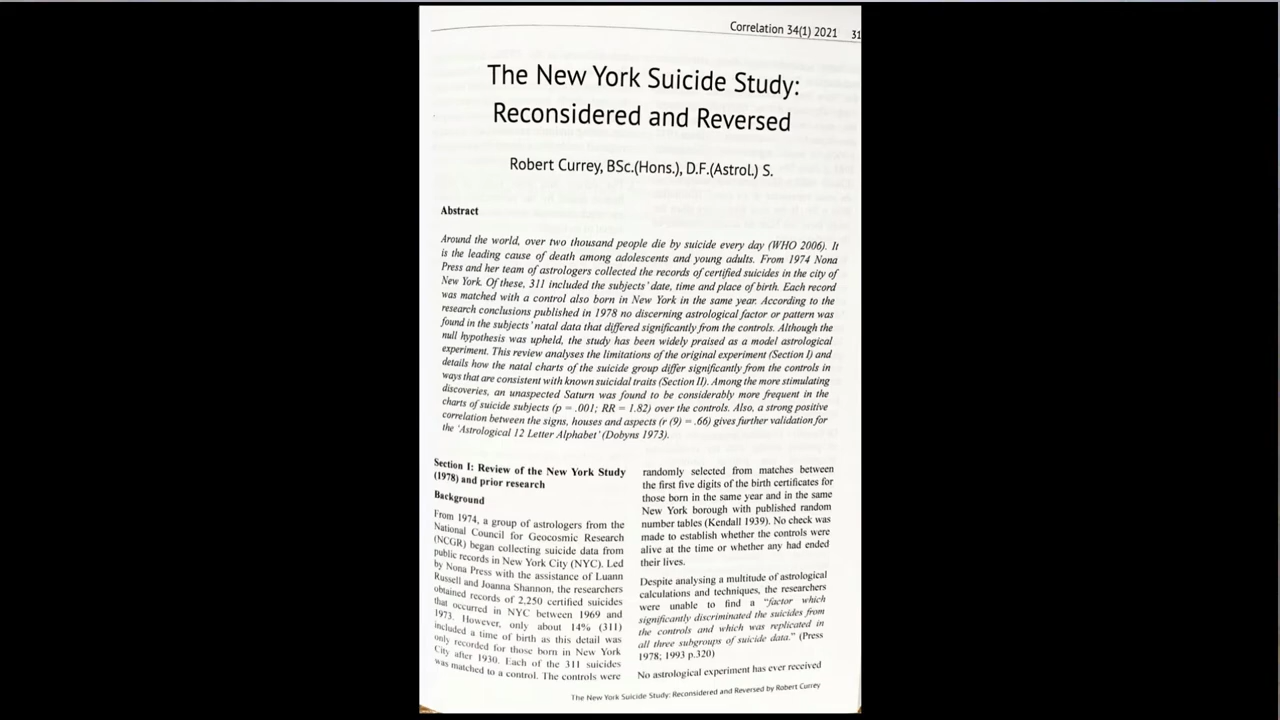 Correlation 34(1) 2021 31
The New York Suicide Study:
Reconsidered and Reversed
Robert Currey, BSc.(Hons.), D.F.(Astrol.) S.
Abstract
Around the world, over two thousand people die by suicide every day (WHO 2006). It
is the leading cause of death among adolescents and young adults. From 1974 Nona
Press and her team of astrologers collected the records of certified suicides in the city of
New York. Of these, 311 included the subjects' date, time and place of birth. Each record
was matched with a control also born in New York in the same year. According to the
research conclusions published in 1978 no discerning astrological factor or pattern was
found in the subjects' natal data that differed significantly from the controls. Although the
null hypothesis was upheld, the study has been widely praised as a model astrological
experiment. This review analyses the limitations of the original experiment (Section I) and
details how the natal charts of the suicide group differ significantly from the controls in
ways that are consistent with known suicidal traits (Section II). Among the more stimulating
discoveries, an unaspected Saturn was found to be considerably more frequent in the
charts of suicide subjects (p = .001; RR = 1.82) over the controls. Also, a strong positive
correlation between the signs, houses and aspects (r (9) = .66) gives further validation for
the 'Astrological 12 Letter Alphabet' (Dobyns 1973).
Section I: Review of the New York Study
(1978) and prior research
Background
From 1974, a group of astrologers from the
National Council for Geocosmic Research
(NCGR) began collecting suicide data from
public records in New York City (NYC). Led
by Nona Press with the assistance of Luann
Russell and Joanna Shannon, the researchers
obtained records of 2,250 certified suicides
that occurred in NYC between 1969 and
1973. However, only about 14% (311)
included a time of birth as this detail was
only recorded for those born in New York
City after 1930. Each of the 311 suicides
was matched to a control. The controls were
randomly selected from matches between
the first five digits of the birth certificates for
those born in the same year and in the same
New York borough with published random
number tables (Kendall 1939). No check was
made to establish whether the controls were
alive at the time or whether any had ended
their lives.
Despite analysing a multitude of astrological
calculations and techniques, the researchers
were unable to find a "factor which
significantly discriminated the suicides from
the controls and which was replicated in
all three subgroups of suicide data." (Press
1978; 1993 p.320)
No astrological experiment has ever received
The New York Suicide Study: Reconsidered and Reversed by Robert Currey